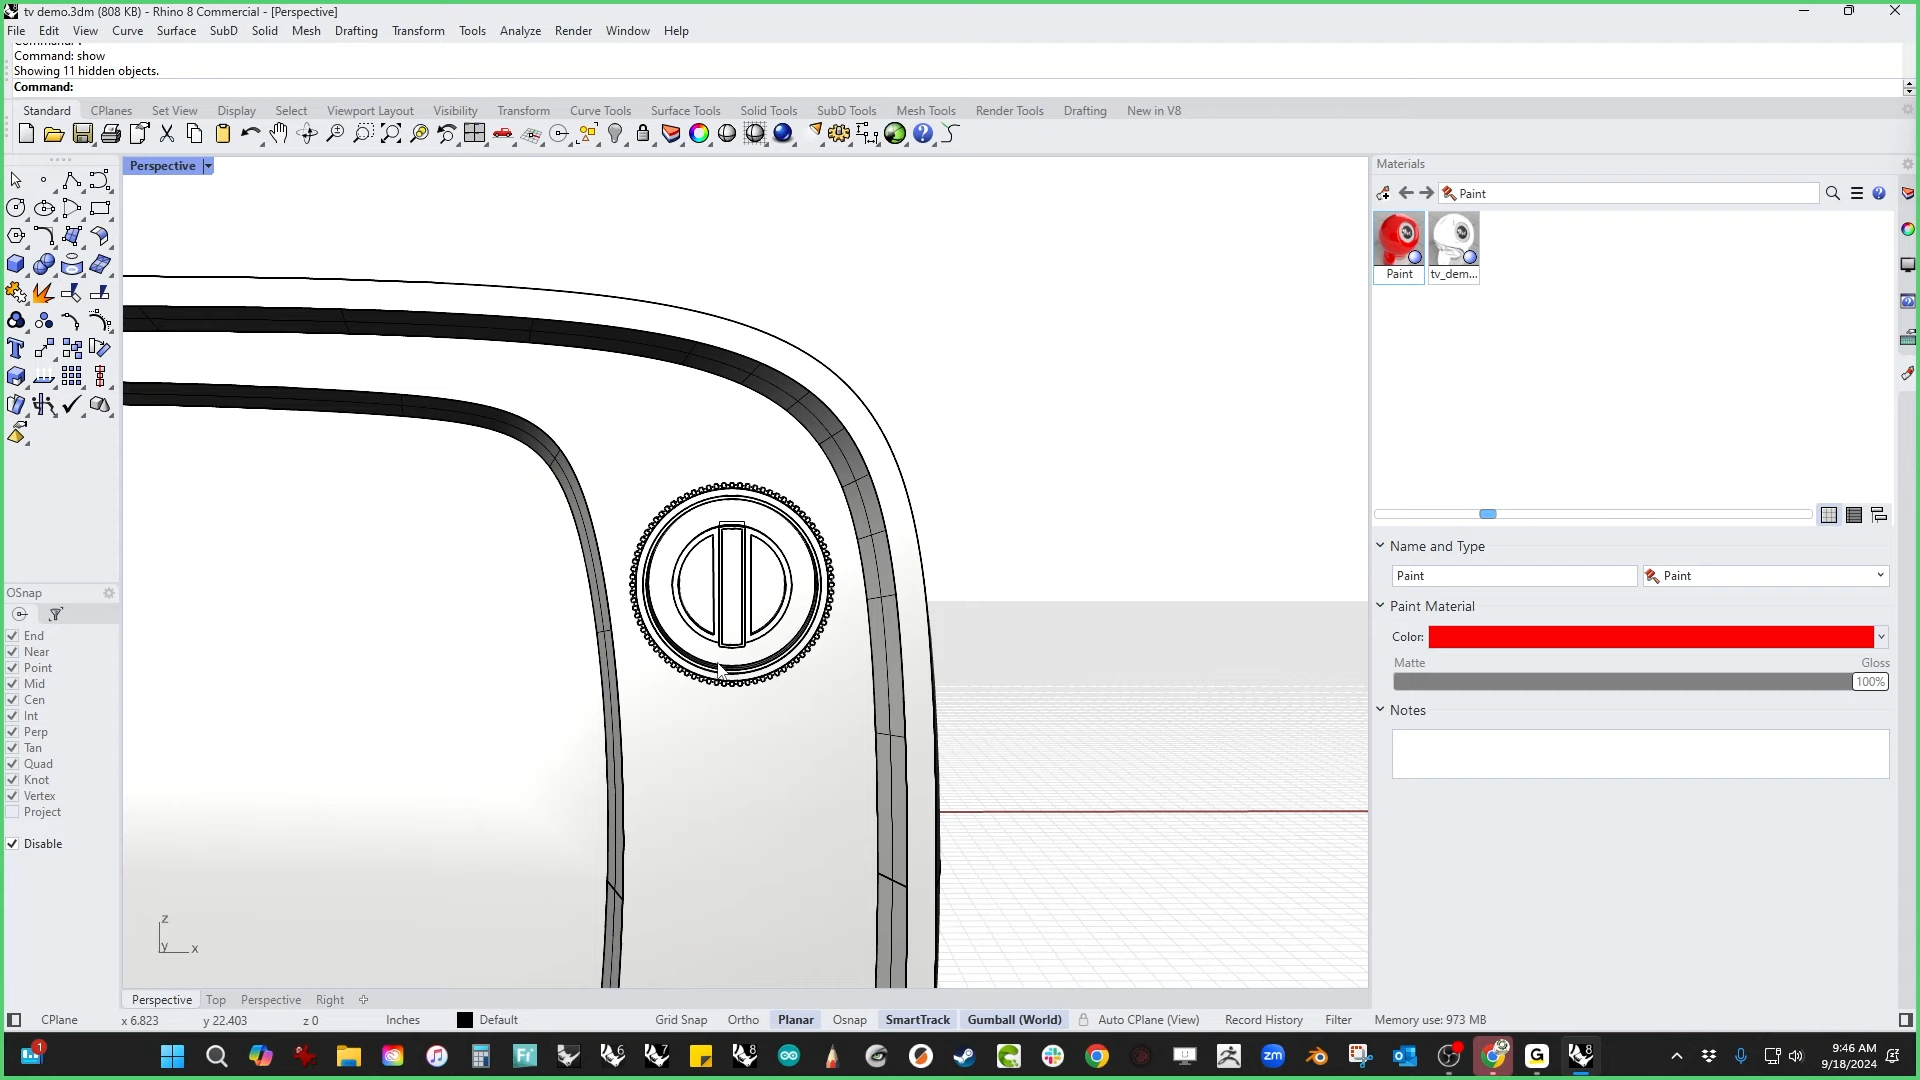 tv demo.3dm (808 KB) - Rhino 8 Commercial - [Perspective]
File Edit View Curve Surface SubD Solid Mesh Drafting Transform Tools Analyze Render Window Help
Command: show
Showing 11 hidden objects.
Command:
Standard CPlanes Set View Display Select Viewport Layout Visibility Transform Curve Tools Surface Tools Solid Tools SubD Tools Mesh Tools Render Tools Drafting New in V8
Perspective
Materials
Paint
Paint tv_dem...
Name and Type
Paint Paint
Paint Material
Color:
Matte Gloss
100%
Notes
OSnap
End
Near
Point
Mid
Cen
Int
Perp
Tan
Quad
Knot
Vertex
Project
Disable
z
y x
Perspective Top Perspective Right
CPlane x 6.823 y 22.403 z 0 Inches Default Grid Snap Ortho Planar Osnap SmartTrack Gumball (World) Auto CPlane (View) Record History Filter Memory use: 973 MB
9:46 AM
9/18/2024